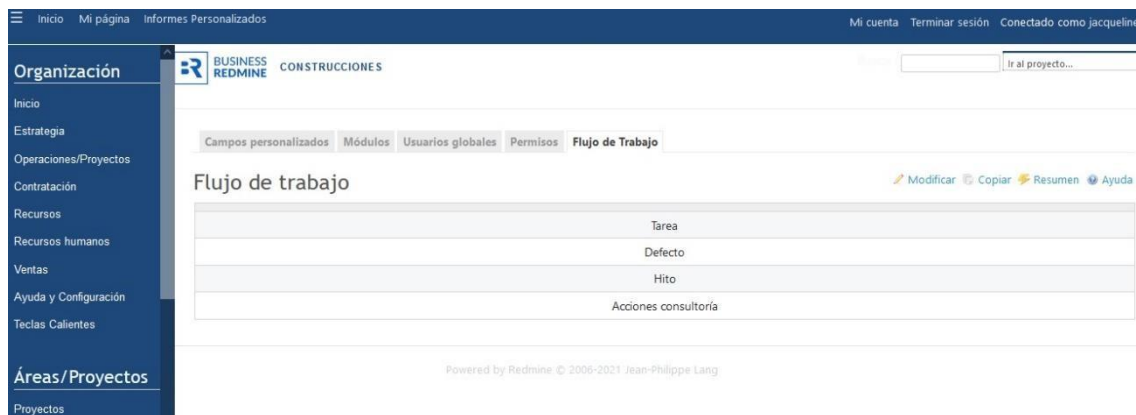 Inicio Mi página Informes Personalizados Mi cuenta Terminar sesión Conectado como jacqueline
Organización
Inicio
Estrategia
Operaciones/Proyectos
Contratación
Recursos
Recursos humanos
Ventas
Ayuda y Configuración
Teclas Calientes
Áreas/Proyectos
Proyectos
BUSINESS
REDMINE
CONSTRUCCIONES
Ir al proyecto...
Campos personalizados Módulos Usuarios globales Permisos Flujo de Trabajo
Flujo de trabajo
Modificar Copiar Resumen Ayuda
Tarea
Defecto
Hito
Acciones consultoría
Powered by Redmine © 2006-2021 Jean-Philippe Lang